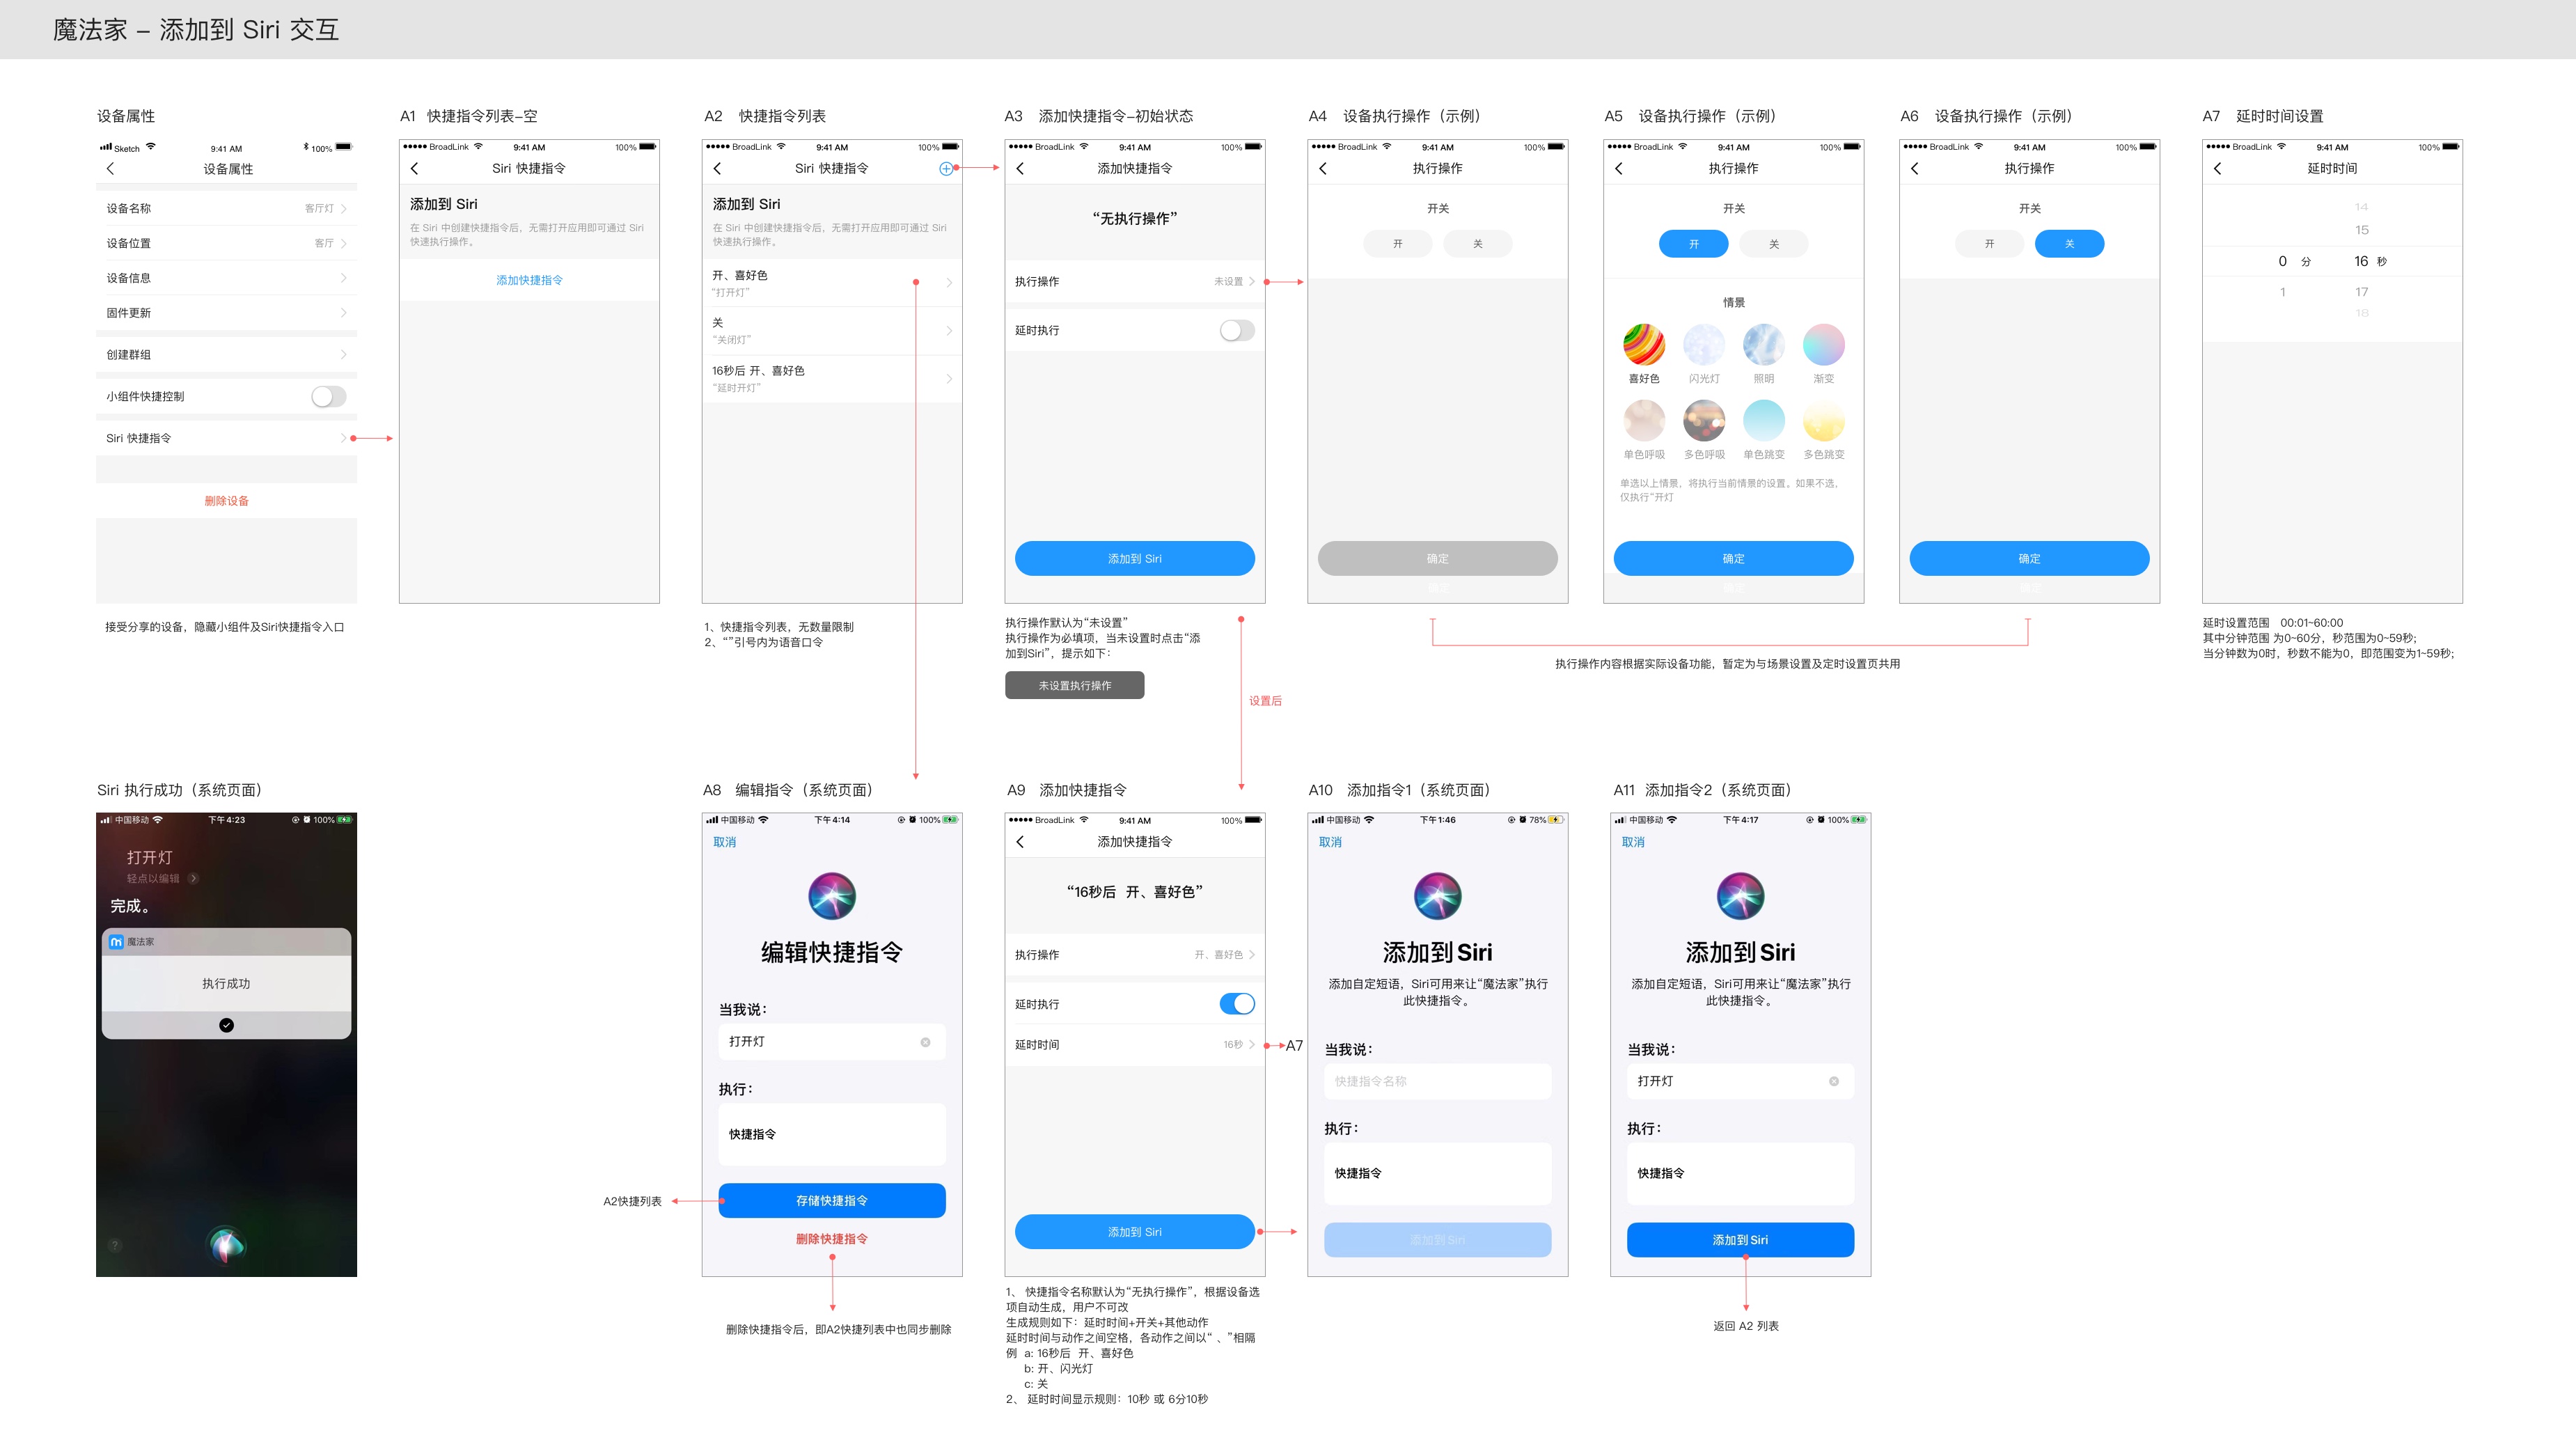 魔法家 – 添加到 Siri 交互
设备属性
Sketch 9:41 AM 100%
设备属性
设备名称 客厅灯
设备位置 客厅
设备信息
固件更新
创建群组
小组件快捷控制
Siri 快捷指令
删除设备
接受分享的设备，隐藏小组件及Siri快捷指令入口
A1 快捷指令列表–空
BroadLink 9:41 AM 100%
Siri 快捷指令
添加到 Siri
在 Siri 中创建快捷指令后，无需打开应用即可通过 Siri
快速执行操作。
添加快捷指令
A2 快捷指令列表
BroadLink 9:41 AM 100%
Siri 快捷指令
添加到 Siri
在 Siri 中创建快捷指令后，无需打开应用即可通过 Siri
快速执行操作。
开、喜好色
“打开灯”
关
“关闭灯”
16秒后 开、喜好色
“延时开灯”
1、快捷指令列表，无数量限制
2、“”引号内为语音口令
A3 添加快捷指令–初始状态
BroadLink 9:41 AM 100%
添加快捷指令
“无执行操作”
执行操作 未设置
延时执行
添加到 Siri
执行操作默认为“未设置”
执行操作为必填项，当未设置时点击“添
加到Siri”，提示如下：
未设置执行操作
设置后
A4 设备执行操作（示例）
BroadLink 9:41 AM 100%
执行操作
开关
开 关
确定
A5 设备执行操作（示例）
BroadLink 9:41 AM 100%
执行操作
开关
开 关
情景
喜好色 闪光灯 照明 渐变
单色呼吸 多色呼吸 单色跳变 多色跳变
单选以上情景，将执行当前情景的设置。如果不选，
仅执行“开灯
确定
A6 设备执行操作（示例）
BroadLink 9:41 AM 100%
执行操作
开关
开 关
确定
执行操作内容根据实际设备功能，暂定为与场景设置及定时设置页共用
A7 延时时间设置
BroadLink 9:41 AM 100%
延时时间
14
15
0 分 16 秒
1 17
18
延时设置范围 00:01~60:00
其中分钟范围 为0~60分，秒范围为0~59秒；
当分钟数为0时，秒数不能为0，即范围变为1~59秒；
Siri 执行成功（系统页面）
中国移动 下午4:23 100%
打开灯
轻点以编辑
完成。
魔法家
执行成功
?
A8 编辑指令（系统页面）
中国移动 下午4:14 100%
取消
编辑快捷指令
当我说：
打开灯
执行：
快捷指令
存储快捷指令
A2快捷列表
删除快捷指令
删除快捷指令后，即A2快捷列表中也同步删除
A9 添加快捷指令
BroadLink 9:41 AM 100%
添加快捷指令
“16秒后 开、喜好色”
执行操作 开、喜好色
延时执行
延时时间 16秒
A7
添加到 Siri
1、 快捷指令名称默认为“无执行操作”，根据设备选
项自动生成，用户不可改
生成规则如下：延时时间+开关+其他动作
延时时间与动作之间空格，各动作之间以“ 、”相隔
例 a: 16秒后 开、喜好色
b: 开、闪光灯
c: 关
2、 延时时间显示规则：10秒 或 6分10秒
A10 添加指令1（系统页面）
中国移动 下午1:46 78%
取消
添加到Siri
添加自定短语，Siri可用来让“魔法家”执行
此快捷指令。
当我说：
快捷指令名称
执行：
快捷指令
添加到Siri
A11 添加指令2（系统页面）
中国移动 下午4:17 100%
取消
添加到Siri
添加自定短语，Siri可用来让“魔法家”执行
此快捷指令。
当我说：
打开灯
执行：
快捷指令
添加到Siri
返回 A2 列表